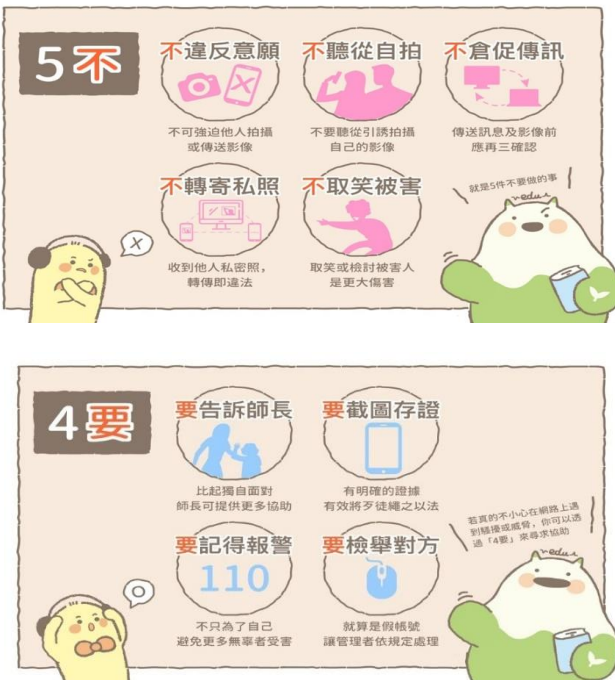 5不
不違反意願
不可強迫他人拍攝
或傳送影像
不聽從自拍
不要聽從引誘拍攝
自己的影像
不倉促傳訊
傳送訊息及影像前
應再三確認
不轉寄私照
收到他人私密照，
轉傳即違法
不取笑被害
取笑或檢討被害人
是更大傷害
就是5件不要做的事
redu
4要
要告訴師長
比起獨自面對
師長可提供更多協助
要截圖存證
有明確的證據
有效將歹徒繩之以法
要記得報警
110
不只為了自己
避免更多無辜者受害
要檢舉對方
就算是假帳號
讓管理者依規定處理
若真的不小心在網路上遇
到騷擾或威脅，你可以透
過「4要」來尋求協助
redu